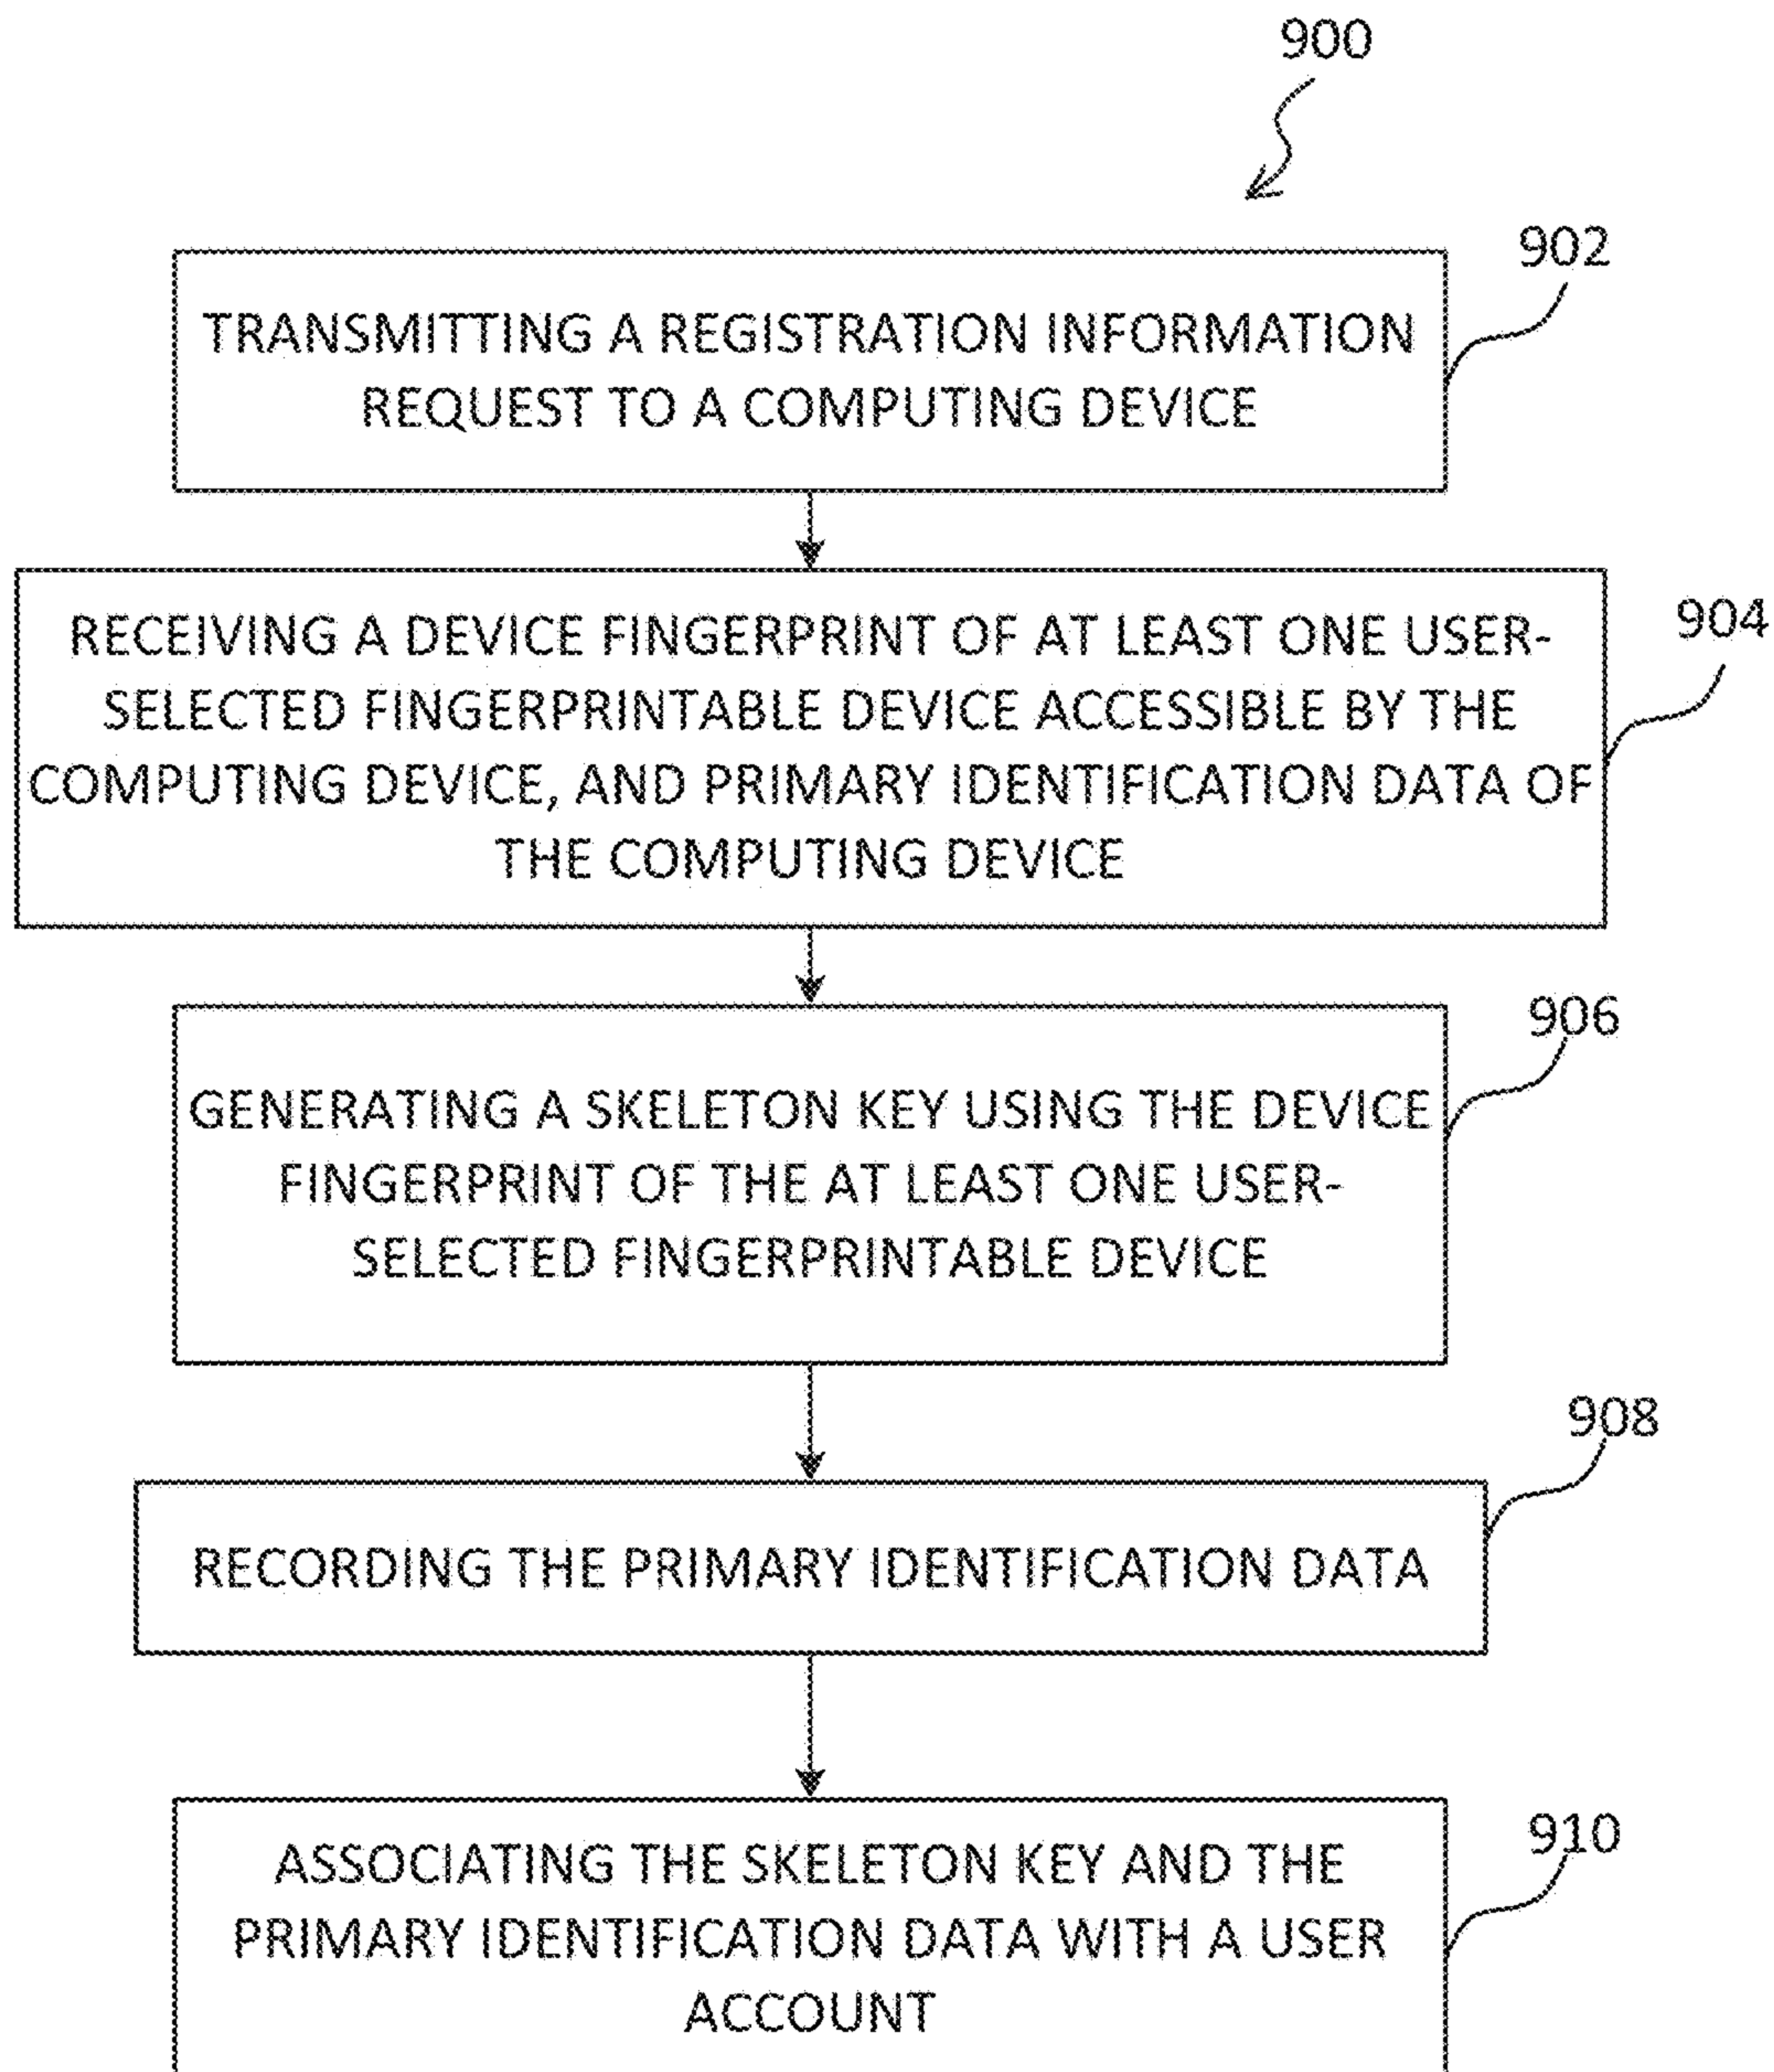 900
902
TRANSMITTING A REGISTRATION INFORMATION
REQUEST TO A COMPUTING DEVICE
904
RECEIVING A DEVICE FINGERPRINT OF AT LEAST ONE USER-
SELECTED FINGERPRINTABLE DEVICE ACCESSIBLE BY THE
COMPUTING DEVICE, AND PRIMARY IDENTIFICATION DATA OF
THE COMPUTING DEVICE
906
GENERATING A SKELETON KEY USING THE DEVICE
FINGERPRINT OF THE AT LEAST ONE USER-
SELECTED FINGERPRINTABLE DEVICE
908
RECORDING THE PRIMARY IDENTIFICATION DATA
910
ASSOCIATING THE SKELETON KEY AND THE
PRIMARY IDENTIFICATION DATA WITH A USER
ACCOUNT